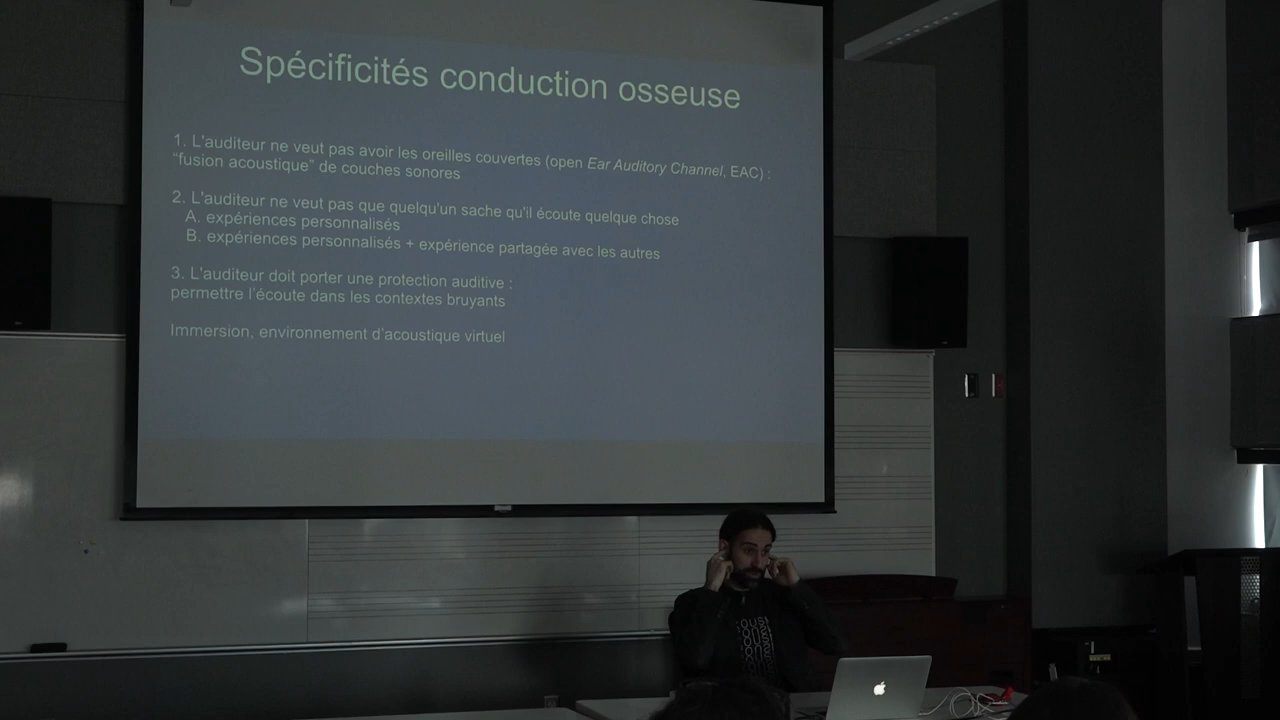 Spécificités conduction osseuse
1. L'auditeur ne veut pas avoir les oreilles couvertes (open Ear Auditory Channel, EAC) :
“fusion acoustique” de couches sonores
2. L'auditeur ne veut pas que quelqu'un sache qu'il écoute quelque chose
A. expériences personnalisés
B. expériences personnalisés + expérience partagée avec les autres
3. L'auditeur doit porter une protection auditive :
permettre l’écoute dans les contextes bruyants
Immersion, environnement d’acoustique virtuel